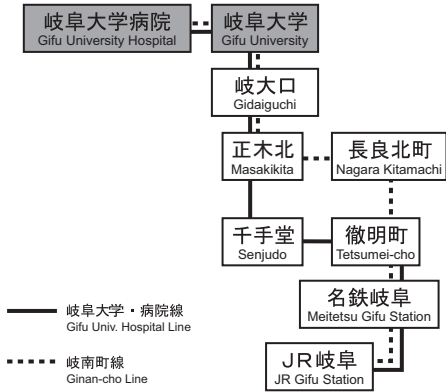 岐阜大学病院
Gifu University Hospital
岐阜大学
Gifu University
岐大口
Gidaiguchi
正木北
Masakikita
長良北町
Nagara Kitamachi
千手堂
Senjudo
徹明町
Tetsumei-cho
名鉄岐阜
Meitetsu Gifu Station
JR岐阜
JR Gifu Station
岐阜大学・病院線
Gifu Univ. Hospital Line
岐南町線
Ginan-cho Line